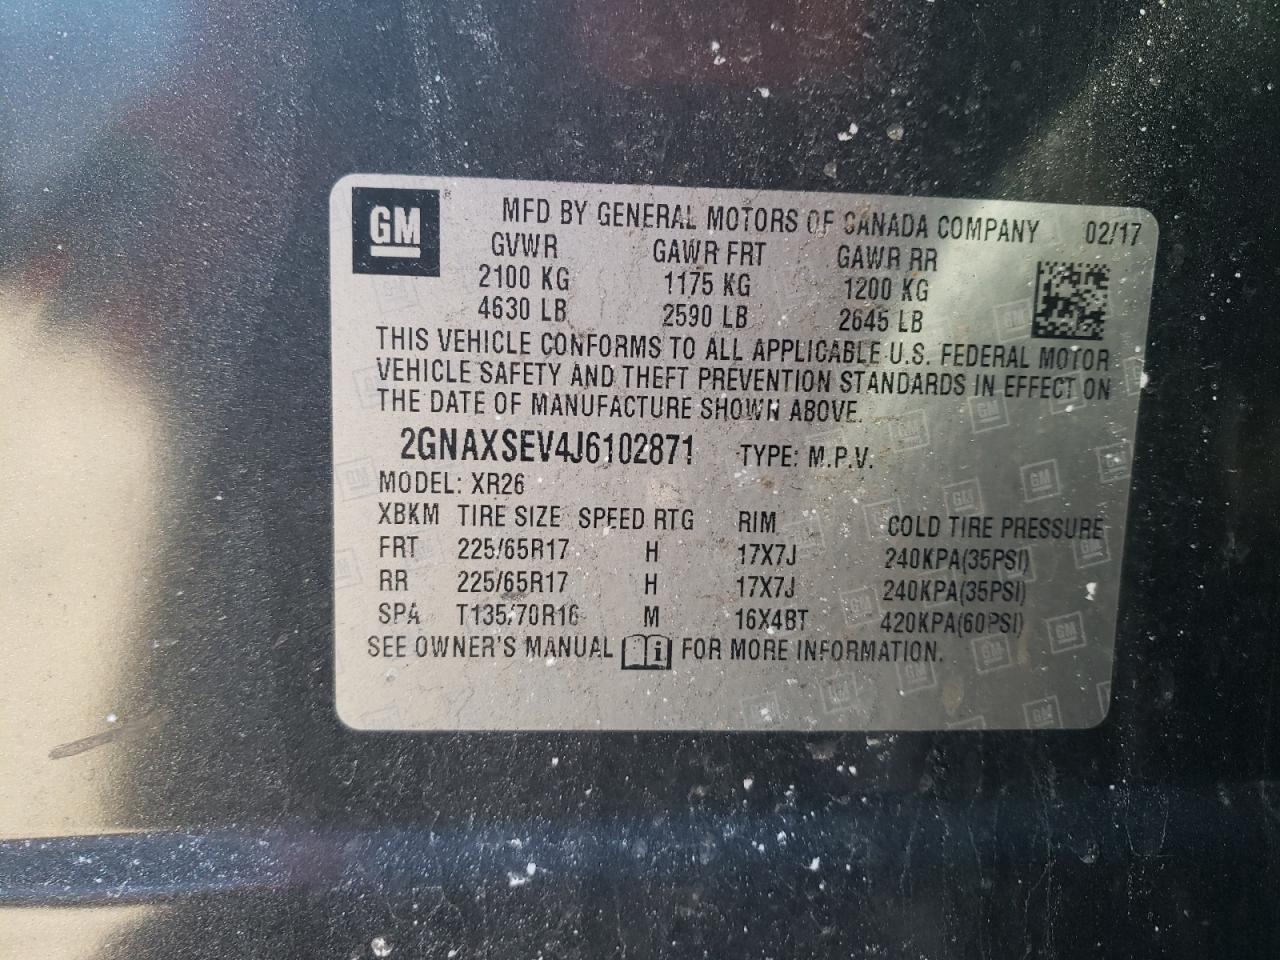 GM
MFD BY GENERAL MOTORS OF CANADA COMPANY 02/17
GVWR GAWR FRT GAWR RR
2100 KG 1175 KG 1200 KG
4630 LB 2590 LB 2645 LB
THIS VEHICLE CONFORMS TO ALL APPLICABLE U.S. FEDERAL MOTOR
VEHICLE SAFETY AND THEFT PREVENTION STANDARDS IN EFFECT ON
THE DATE OF MANUFACTURE SHOWN ABOVE.
2GNAXSEV4J6102871 TYPE: M.P.V.
MODEL: XR26
XBKM TIRE SIZE SPEED RTG RIM COLD TIRE PRESSURE
FRT 225/65R17 H 17X7J 240KPA(35PSI)
RR 225/65R17 H 17X7J 240KPA(35PSI)
SPA T135/70R16 M 16X4BT 420KPA(60PSI)
SEE OWNER'S MANUAL FOR MORE INFORMATION.